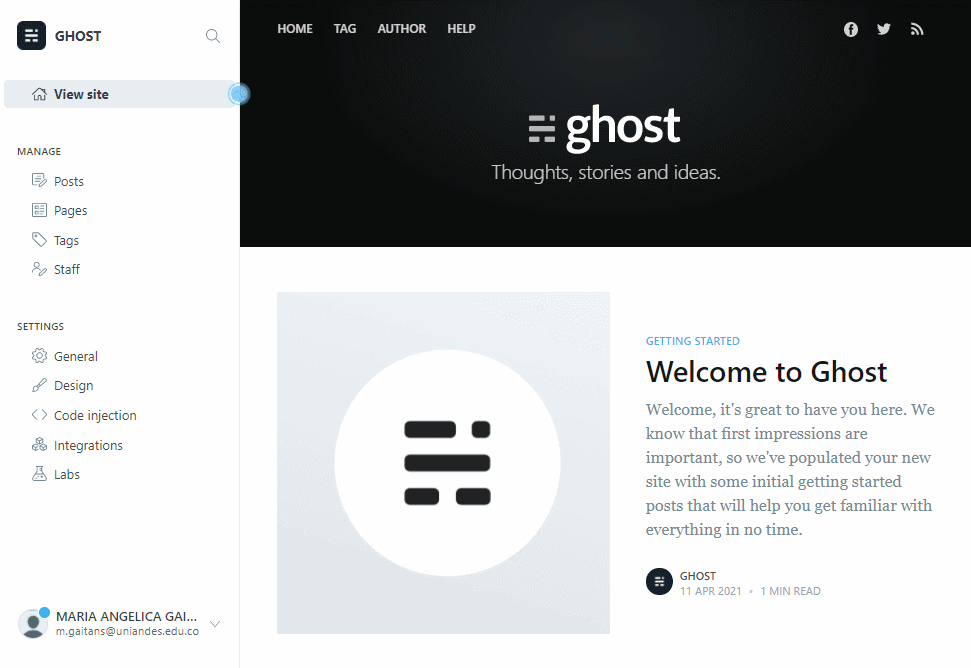 GHOST
View site
MANAGE
Posts
Pages
Tags
Staff
SETTINGS
General
Design
Code injection
Integrations
Labs
MARIA ANGELICA GAI...
m.gaitans@uniandes.edu.co
HOME TAG AUTHOR HELP
ghost
Thoughts, stories and ideas.
GETTING STARTED
Welcome to Ghost
Welcome, it's great to have you here. We
know that first impressions are
important, so we've populated your new
site with some initial getting started
posts that will help you get familiar with
everything in no time.
GHOST
11 APR 2021 • 1 MIN READ